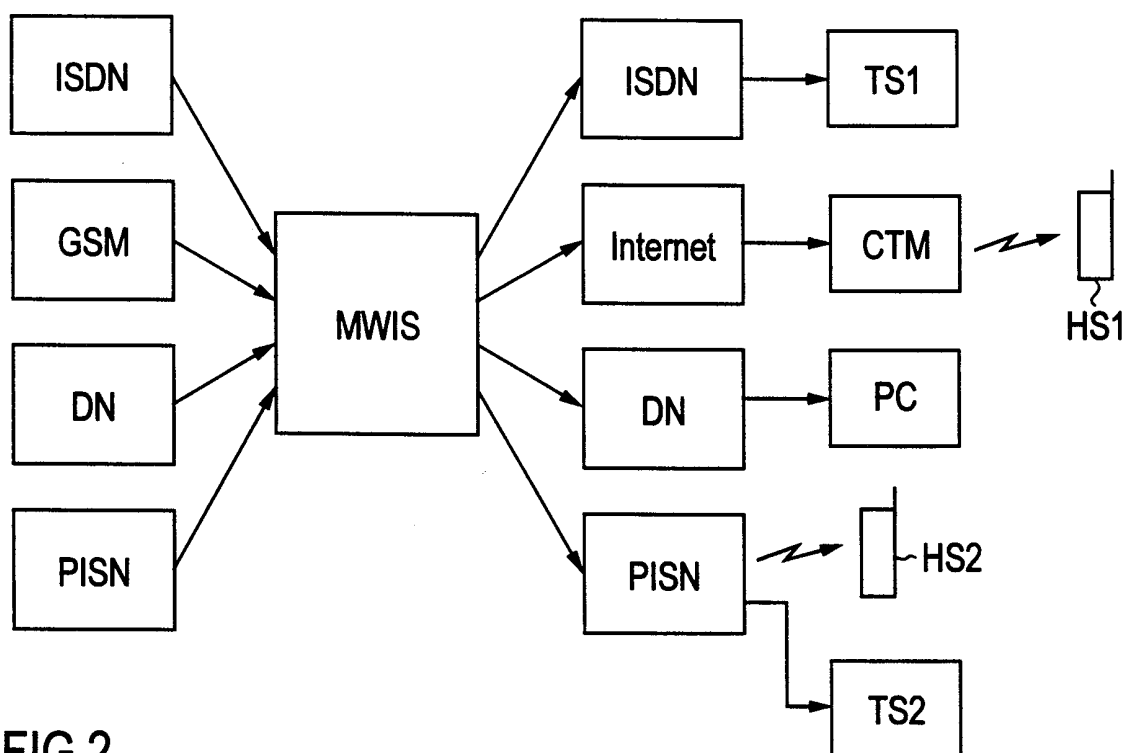 ISDN
ISDN
TS1
GSM
Internet
CTM
HS1
MWIS
DN
DN
PC
PISN
PISN
HS2
TS2
FIG.2